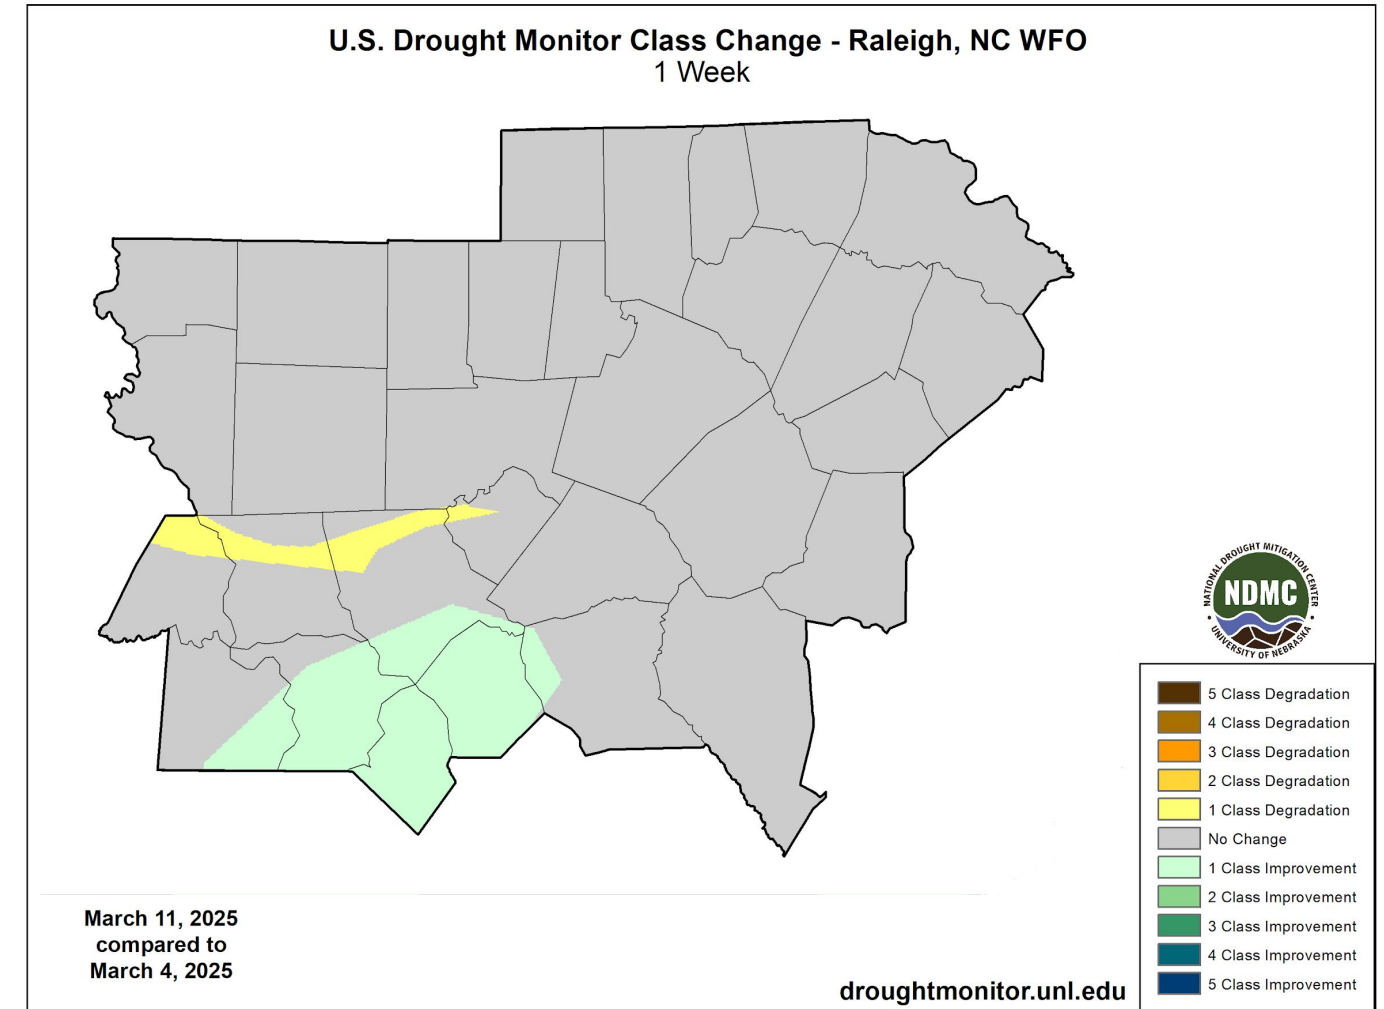 U.S. Drought Monitor Class Change - Raleigh, NC WFO
1 Week
NATIONAL DROUGHT MITIGATION CENTER
NDMC
UNIVERSITY OF NEBRASKA
5 Class Degradation
4 Class Degradation
3 Class Degradation
2 Class Degradation
1 Class Degradation
No Change
1 Class Improvement
2 Class Improvement
3 Class Improvement
4 Class Improvement
5 Class Improvement
March 11, 2025
compared to
March 4, 2025
droughtmonitor.unl.edu